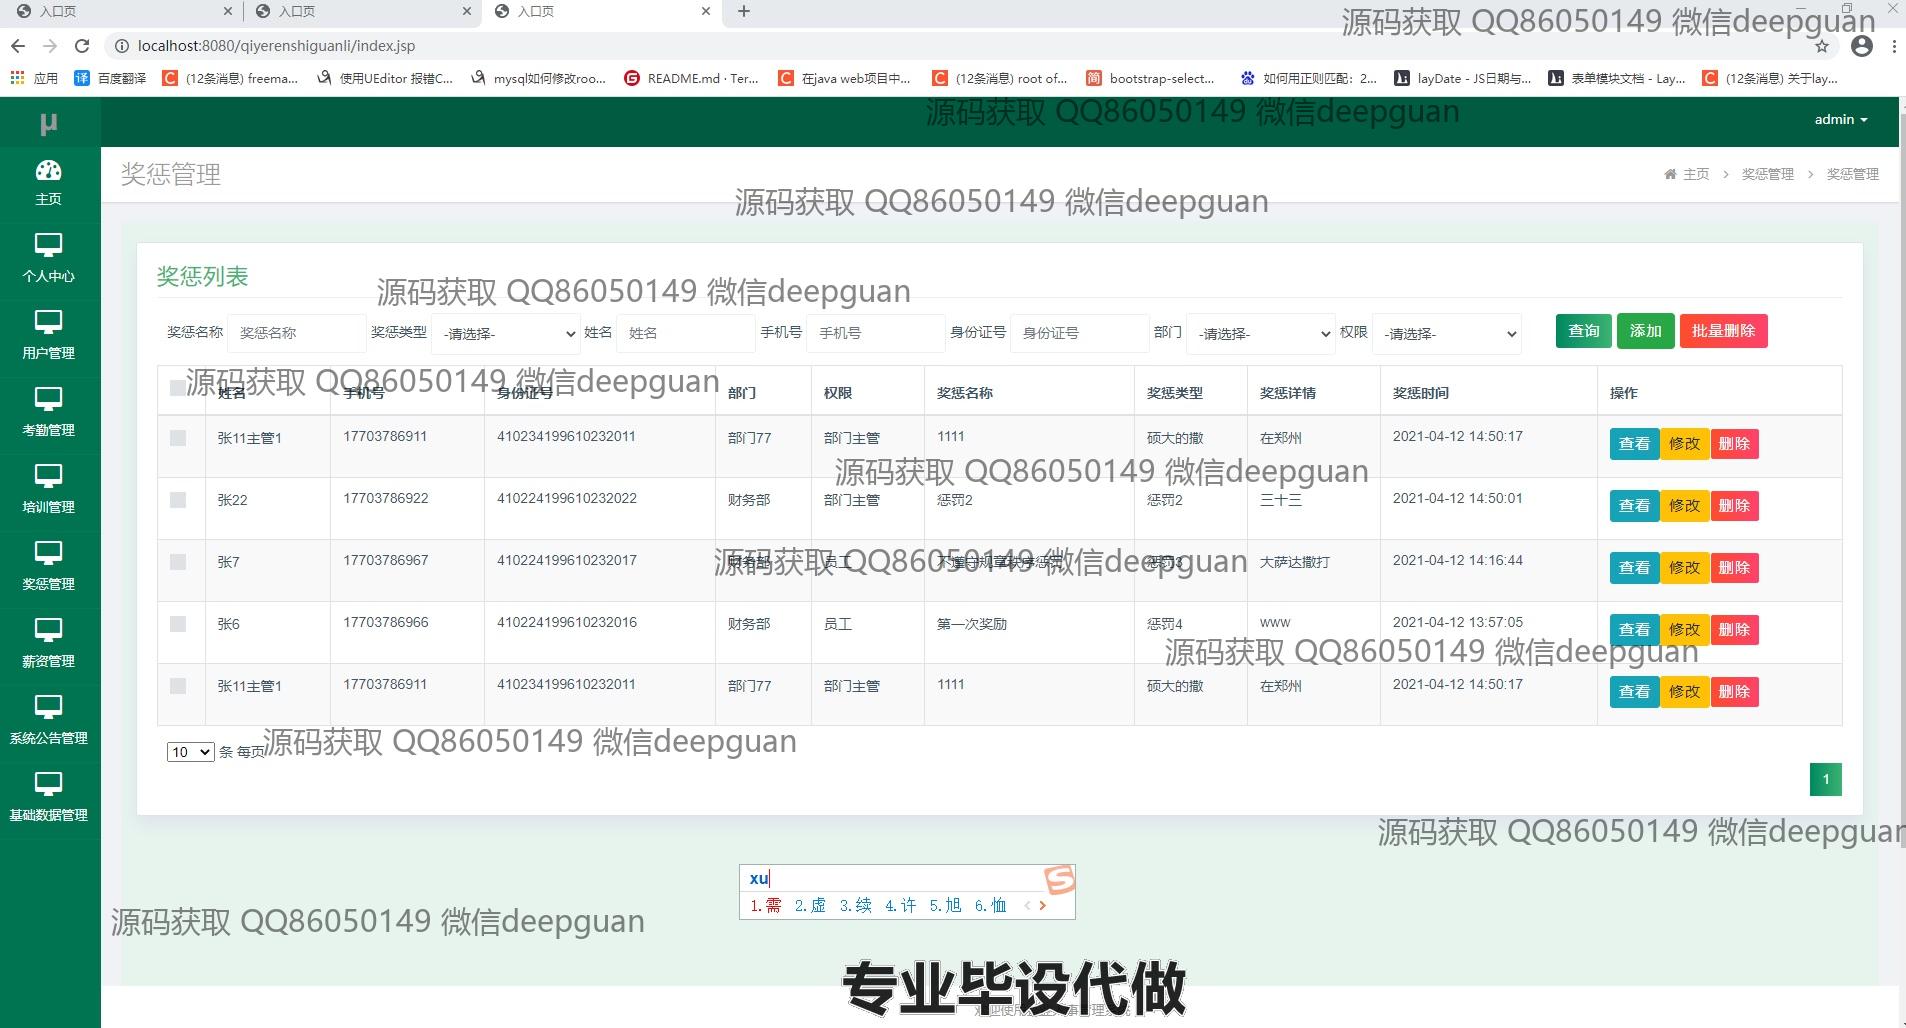 入口页 入口页 入口页
源码获取 QQ86050149 微信deepguan
localhost:8080/qiyerenshiguanli/index.jsp
应用 百度翻译 (12条消息) freema... 使用UEditor 报错C... mysql如何修改roo... README.md · Ter... 在java web项目中... (12条消息) root of... bootstrap-select... 如何用正则匹配：2... layDate - JS日期与... 表单模块文档 - Lay... (12条消息) 关于lay...
源码获取 QQ86050149 微信deepguan
μ admin
奖惩管理 主页 > 奖惩管理 > 奖惩管理
主页
源码获取 QQ86050149 微信deepguan
个人中心
奖惩列表
源码获取 QQ86050149 微信deepguan
奖惩名称 奖惩名称 奖惩类型 -请选择- 姓名 姓名 手机号 手机号 身份证号 身份证号 部门 -请选择- 权限 -请选择- 查询 添加 批量删除
用户管理
源码获取 QQ86050149 微信deepguan
姓名 手机号 身份证号 部门 权限 奖惩名称 奖惩类型 奖惩详情 奖惩时间 操作
考勤管理
张11主管1 17703786911 410234199610232011 部门77 部门主管 1111 硕大的撒 在郑州 2021-04-12 14:50:17 查看 修改 删除
源码获取 QQ86050149 微信deepguan
张22 17703786922 410224199610232022 财务部 部门主管 惩罚2 惩罚2 三十三 2021-04-12 14:50:01 查看 修改 删除
培训管理
张7 17703786967 410224199610232017 财务部 员工 不遵守规章秩序惩罚 惩罚3 大萨达撒打 2021-04-12 14:16:44 查看 修改 删除
源码获取 QQ86050149 微信deepguan
奖惩管理
张6 17703786966 410224199610232016 财务部 员工 第一次奖励 惩罚4 www 2021-04-12 13:57:05 查看 修改 删除
源码获取 QQ86050149 微信deepguan
薪资管理
张11主管1 17703786911 410234199610232011 部门77 部门主管 1111 硕大的撒 在郑州 2021-04-12 14:50:17 查看 修改 删除
系统公告管理
10 条 每页
源码获取 QQ86050149 微信deepguan
1
基础数据管理
源码获取 QQ86050149 微信deepguan
xu
1.需 2.虚 3.续 4.许 5.旭 6.恤
源码获取 QQ86050149 微信deepguan
专业毕设代做